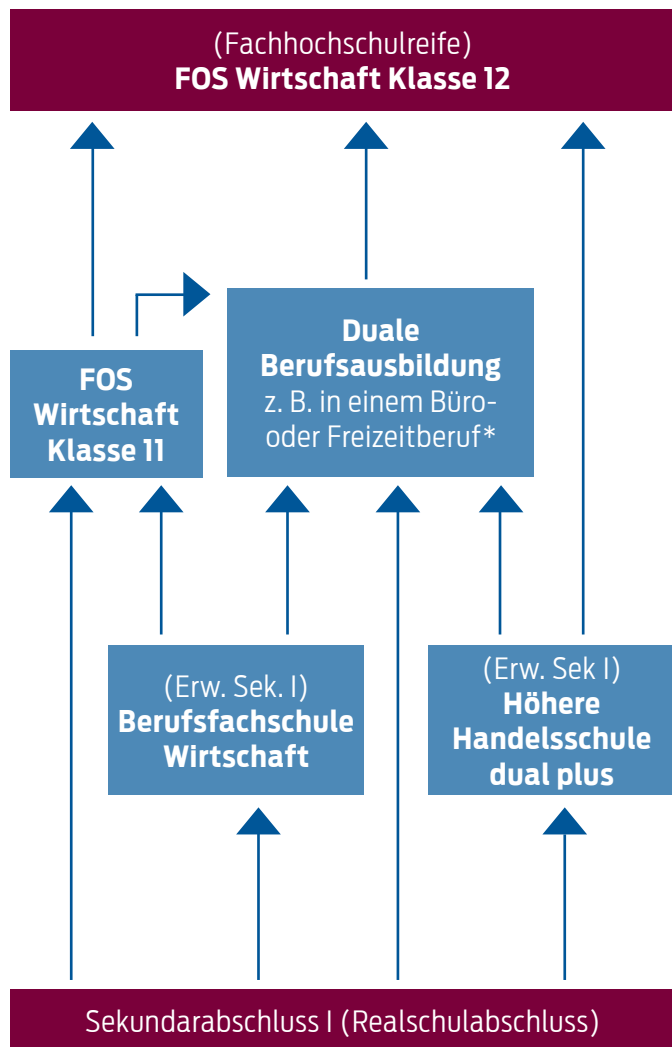 (Fachhochschulreife)
FOS Wirtschaft Klasse 12
Duale
Berufsausbildung
z. B. in einem Büro-
oder Freizeitberuf*
FOS
Wirtschaft
Klasse 11
(Erw. Sek. I)
Berufsfachschule
Wirtschaft
(Erw. Sek I)
Höhere
Handelsschule
dual plus
Sekundarabschluss I (Realschulabschluss)